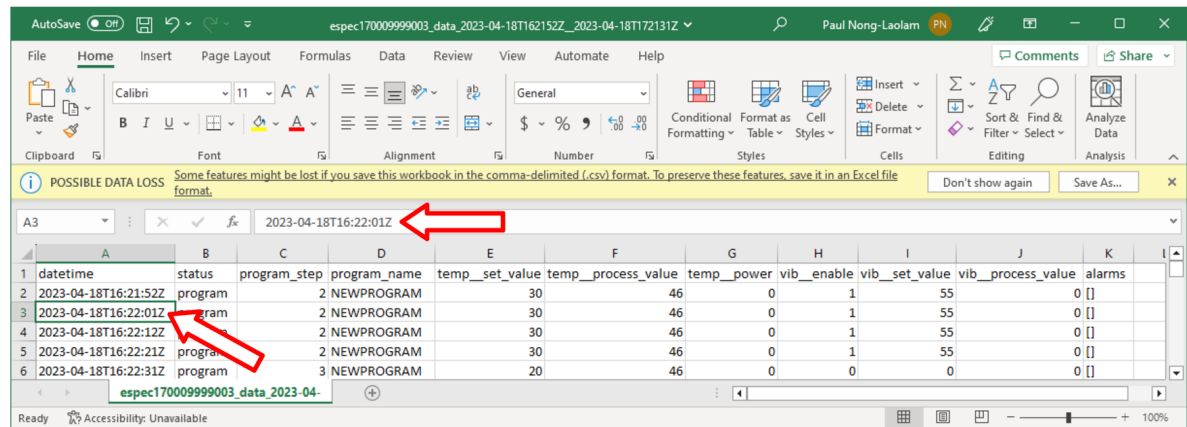 AutoSave Off espec170009999003_data_2023-04-18T162152Z__2023-04-18T172131Z Paul Nong-Laolam PN
File Home Insert Page Layout Formulas Data Review View Automate Help Comments Share
Paste Calibri 11 A^ A˅ B I U A ab General $ % 9 .00 Conditional Formatting Format as Table Cell Styles Insert Delete Format Sort & Filter Find & Select Analyze Data
Clipboard Font Alignment Number Styles Cells Editing Analysis
POSSIBLE DATA LOSS Some features might be lost if you save this workbook in the comma-delimited (.csv) format. To preserve these features, save it in an Excel file format. Don't show again Save As...
A3 fx 2023-04-18T16:22:01Z
A B C D E F G H I J K
1 datetime status program_step program_name temp__set_value temp__process_value temp__power vib__enable vib__set_value vib__process_value alarms
2 2023-04-18T16:21:52Z program 2 NEWPROGRAM 30 46 0 1 55 0 []
3 2023-04-18T16:22:01Z program 2 NEWPROGRAM 30 46 0 1 55 0 []
4 2023-04-18T16:22:12Z 2 NEWPROGRAM 30 46 0 1 55 0 []
5 2023-04-18T16:22:21Z program 2 NEWPROGRAM 30 46 0 1 55 0 []
6 2023-04-18T16:22:31Z program 3 NEWPROGRAM 20 46 0 0 0 0 []
espec170009999003_data_2023-04-
Ready Accessibility: Unavailable 100%